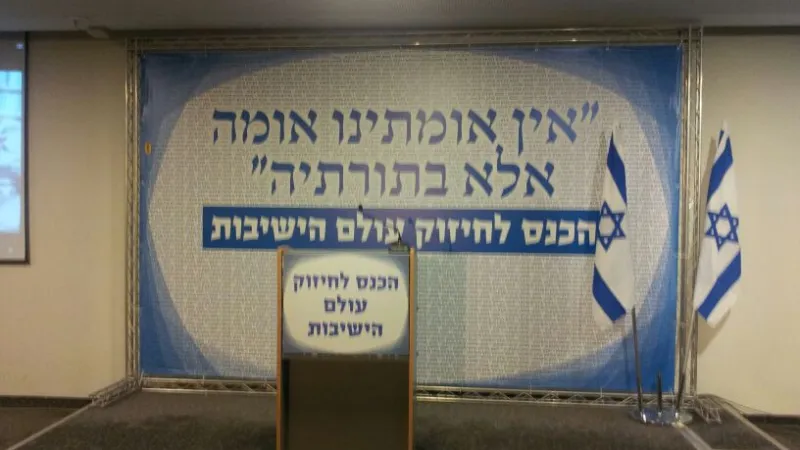 "אין אומתינו אומה
אלא בתורתיה"
הכנס לחיזוק עולם הישיבות
הכנס לחיזוק
עולם
הישיבות